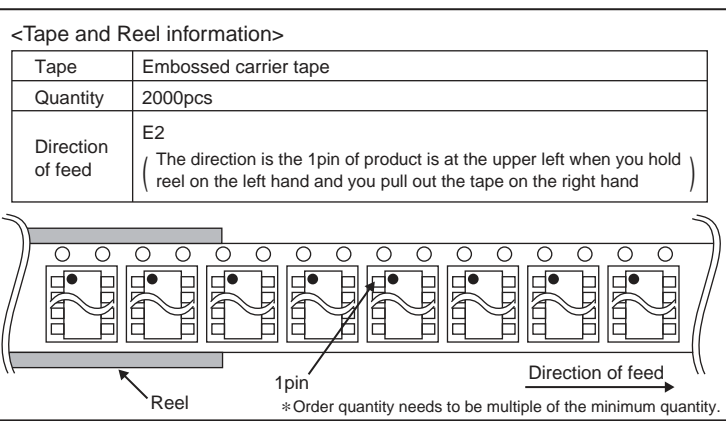 <Tape and Reel information>
Tape
Embossed carrier tape
Quantity
2000pcs
Direction
of feed
E2
( The direction is the 1pin of product is at the upper left when you hold
reel on the left hand and you pull out the tape on the right hand )
Direction of feed
1pin
Reel
*Order quantity needs to be multiple of the minimum quantity.